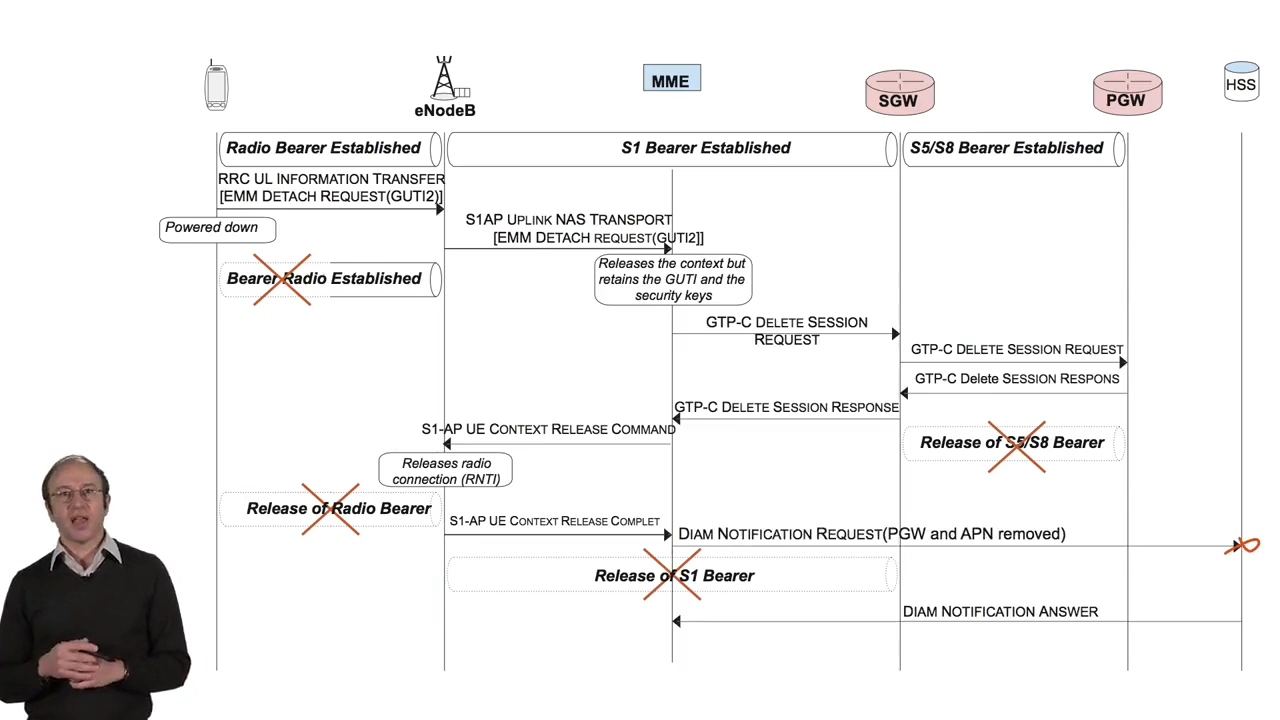 MME
HSS
SGW
PGW
eNodeB
Radio Bearer Established
S1 Bearer Established
S5/S8 Bearer Established
RRC UL INFORMATION TRANSFER
[EMM DETACH REQUEST(GUTI2)]
Powered down
S1AP UPLINK NAS TRANSPORT
[EMM DETACH REQUEST(GUTI2]]
Releases the context but
retains the GUTI and the
security keys
Bearer Radio Established
GTP-C DELETE SESSION
REQUEST
GTP-C DELETE SESSION REQUEST
GTP-C Delete SESSION RESPONS
GTP-C DELETE SESSION RESPONSE
S1-AP UE CONTEXT RELEASE COMMAND
Release of S5/S8 Bearer
Releases radio
connection (RNTI)
Release of Radio Bearer
S1-AP UE CONTEXT RELEASE COMPLET
DIAM NOTIFICATION REQUEST(PGW and APN removed)
Release of S1 Bearer
DIAM NOTIFICATION ANSWER